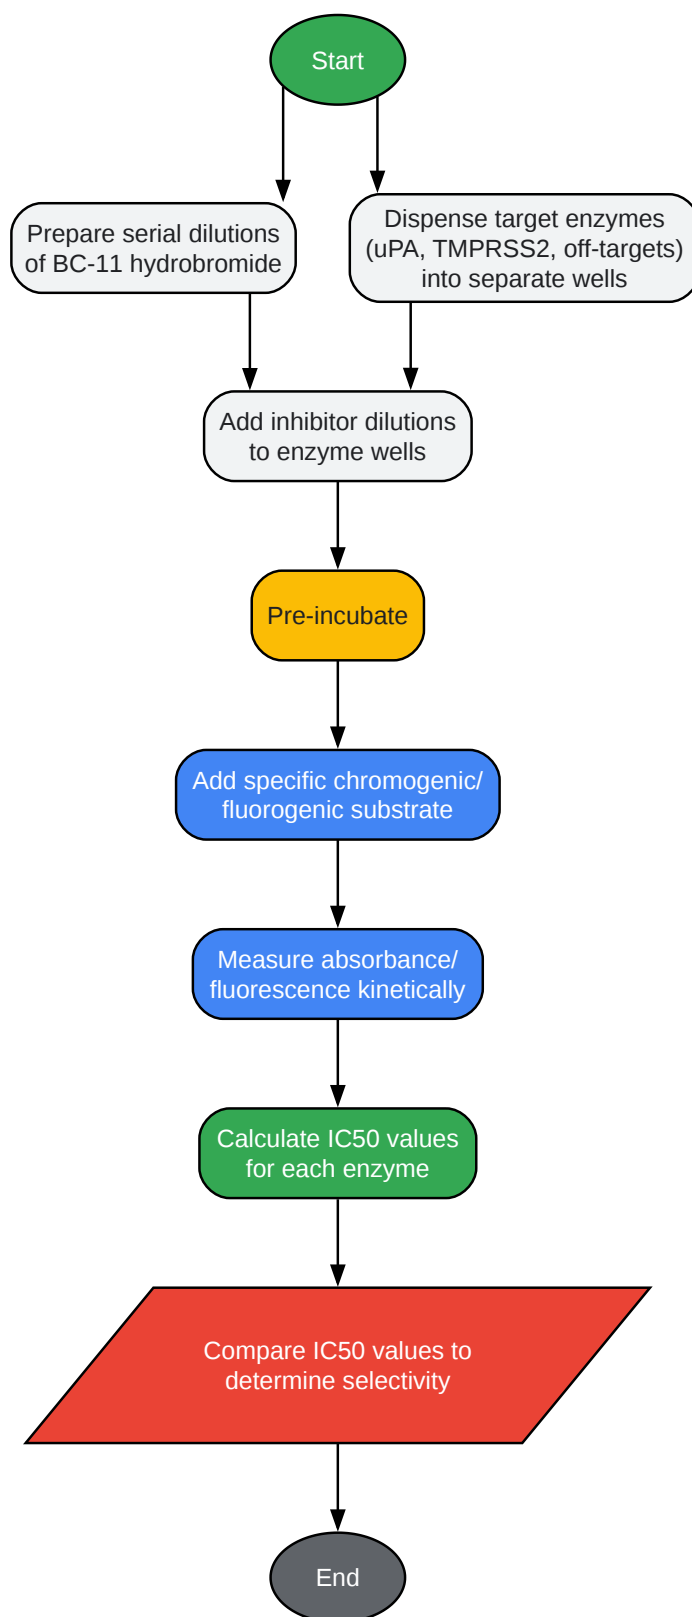 Start
Prepare serial dilutions
of BC-11 hydrobromide
Dispense target enzymes
(uPA, TMPRSS2, off-targets)
into separate wells
Add inhibitor dilutions
to enzyme wells
Pre-incubate
Add specific chromogenic/
fluorogenic substrate
Measure absorbance/
fluorescence kinetically
Calculate IC50 values
for each enzyme
Compare IC50 values to
determine selectivity
End